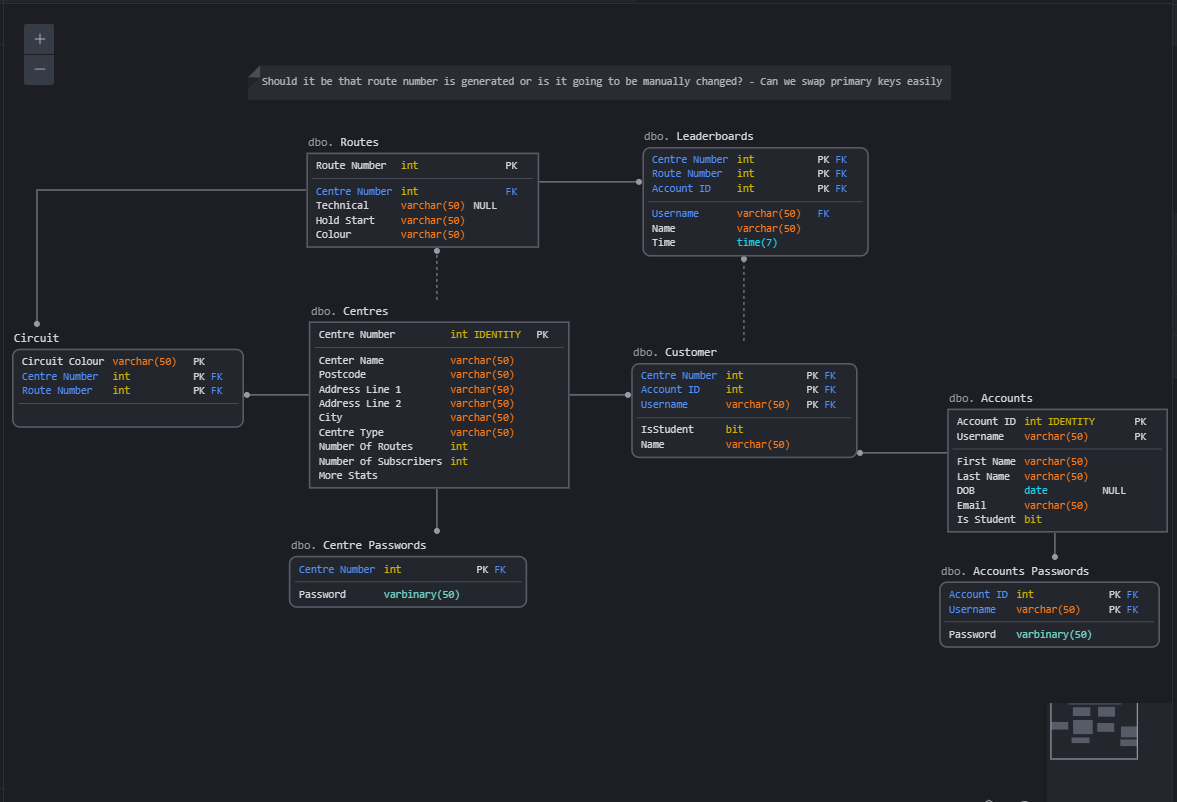 +
−
Should it be that route number is generated or is it going to be manually changed? - Can we swap primary keys easily
dbo. Routes
Route Number int PK
Centre Number int FK
Technical varchar(50) NULL
Hold Start varchar(50)
Colour varchar(50)
dbo. Leaderboards
Centre Number int PK FK
Route Number int PK FK
Account ID int PK FK
Username varchar(50) FK
Name varchar(50)
Time time(7)
Circuit
Circuit Colour varchar(50) PK
Centre Number int PK FK
Route Number int PK FK
dbo. Centres
Centre Number int IDENTITY PK
Center Name varchar(50)
Postcode varchar(50)
Address Line 1 varchar(50)
Address Line 2 varchar(50)
City varchar(50)
Centre Type varchar(50)
Number Of Routes int
Number of Subscribers int
More Stats
dbo. Customer
Centre Number int PK FK
Account ID int PK FK
Username varchar(50) PK FK
IsStudent bit
Name varchar(50)
dbo. Accounts
Account ID int IDENTITY PK
Username varchar(50) PK
First Name varchar(50)
Last Name varchar(50)
DOB date NULL
Email varchar(50)
Is Student bit
dbo. Centre Passwords
Centre Number int PK FK
Password varbinary(50)
dbo. Accounts Passwords
Account ID int PK FK
Username varchar(50) PK FK
Password varbinary(50)